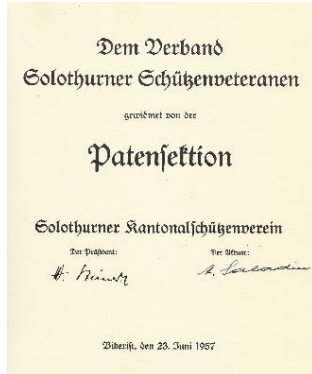 Dem Verband
Solothurner Schützenveteranen
gewidmet von der
Patensektion
Solothurner Kantonalschützenverein
Der Präsident: Der Aktuar:
A. Saladin
Biberist, den 23. Juni 1957